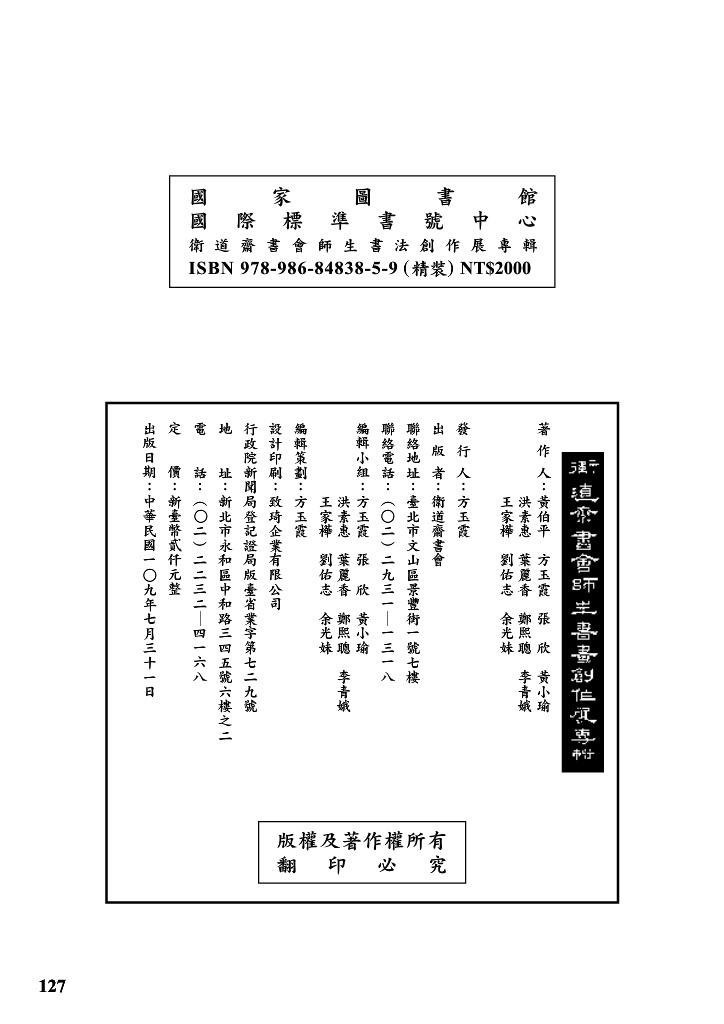 國家圖書館
國際標準書號中心
衛道齋書會師生書法創作展專輯
ISBN 978-986-84838-5-9 (精裝) NT$2000
衛道齋書會師生書畫創作展專輯
著作人：黃伯平 方玉霞 張欣 黃小瑜
洪素惠 葉麗香 鄭熙聰 李青娥
王家樺 劉佑志 余光妹
發行人：方玉霞
出版者：衛道齋書會
聯絡地址：臺北市文山區景豐街一號七樓
聯絡電話：（〇二）二九三一—一三一八
編輯小組：方玉霞 張欣 黃小瑜
洪素惠 葉麗香 鄭熙聰 李青娥
王家樺 劉佑志 余光妹
編輯策劃：方玉霞
設計印刷：致琦企業有限公司
行政院新聞局登記證局版臺省業字第七二九號
地址：新北市永和區中和路三四五號六樓之二
電話：（〇二）二二三二—四一六八
定價：新臺幣貳仟元整
出版日期：中華民國一〇九年七月三十一日
版權及著作權所有
翻印必究
127